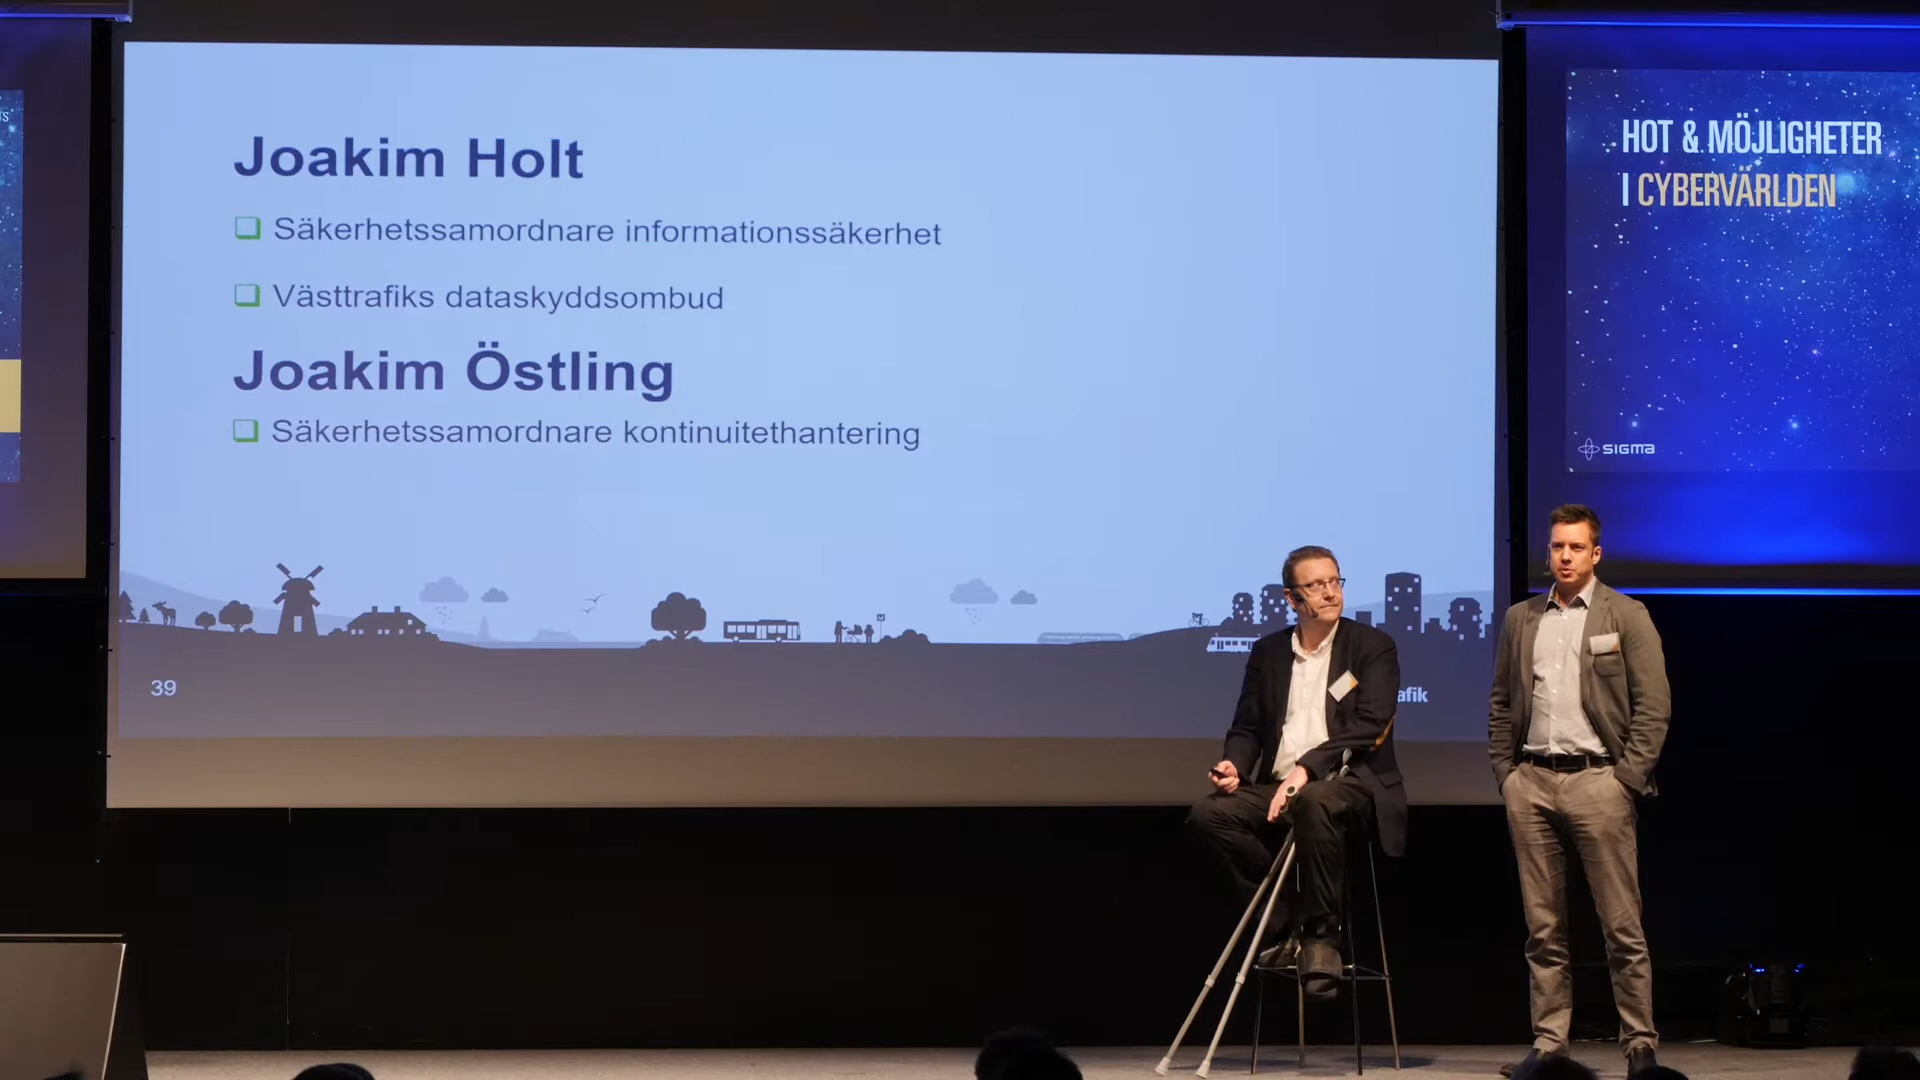 Joakim Holt
Säkerhetssamordnare informationssäkerhet
Västtrafiks dataskyddsombud
Joakim Östling
Säkerhetssamordnare kontinuitethantering
39
afik
HOT & MÖJLIGHETER
I CYBERVÄRLDEN
SIGMA